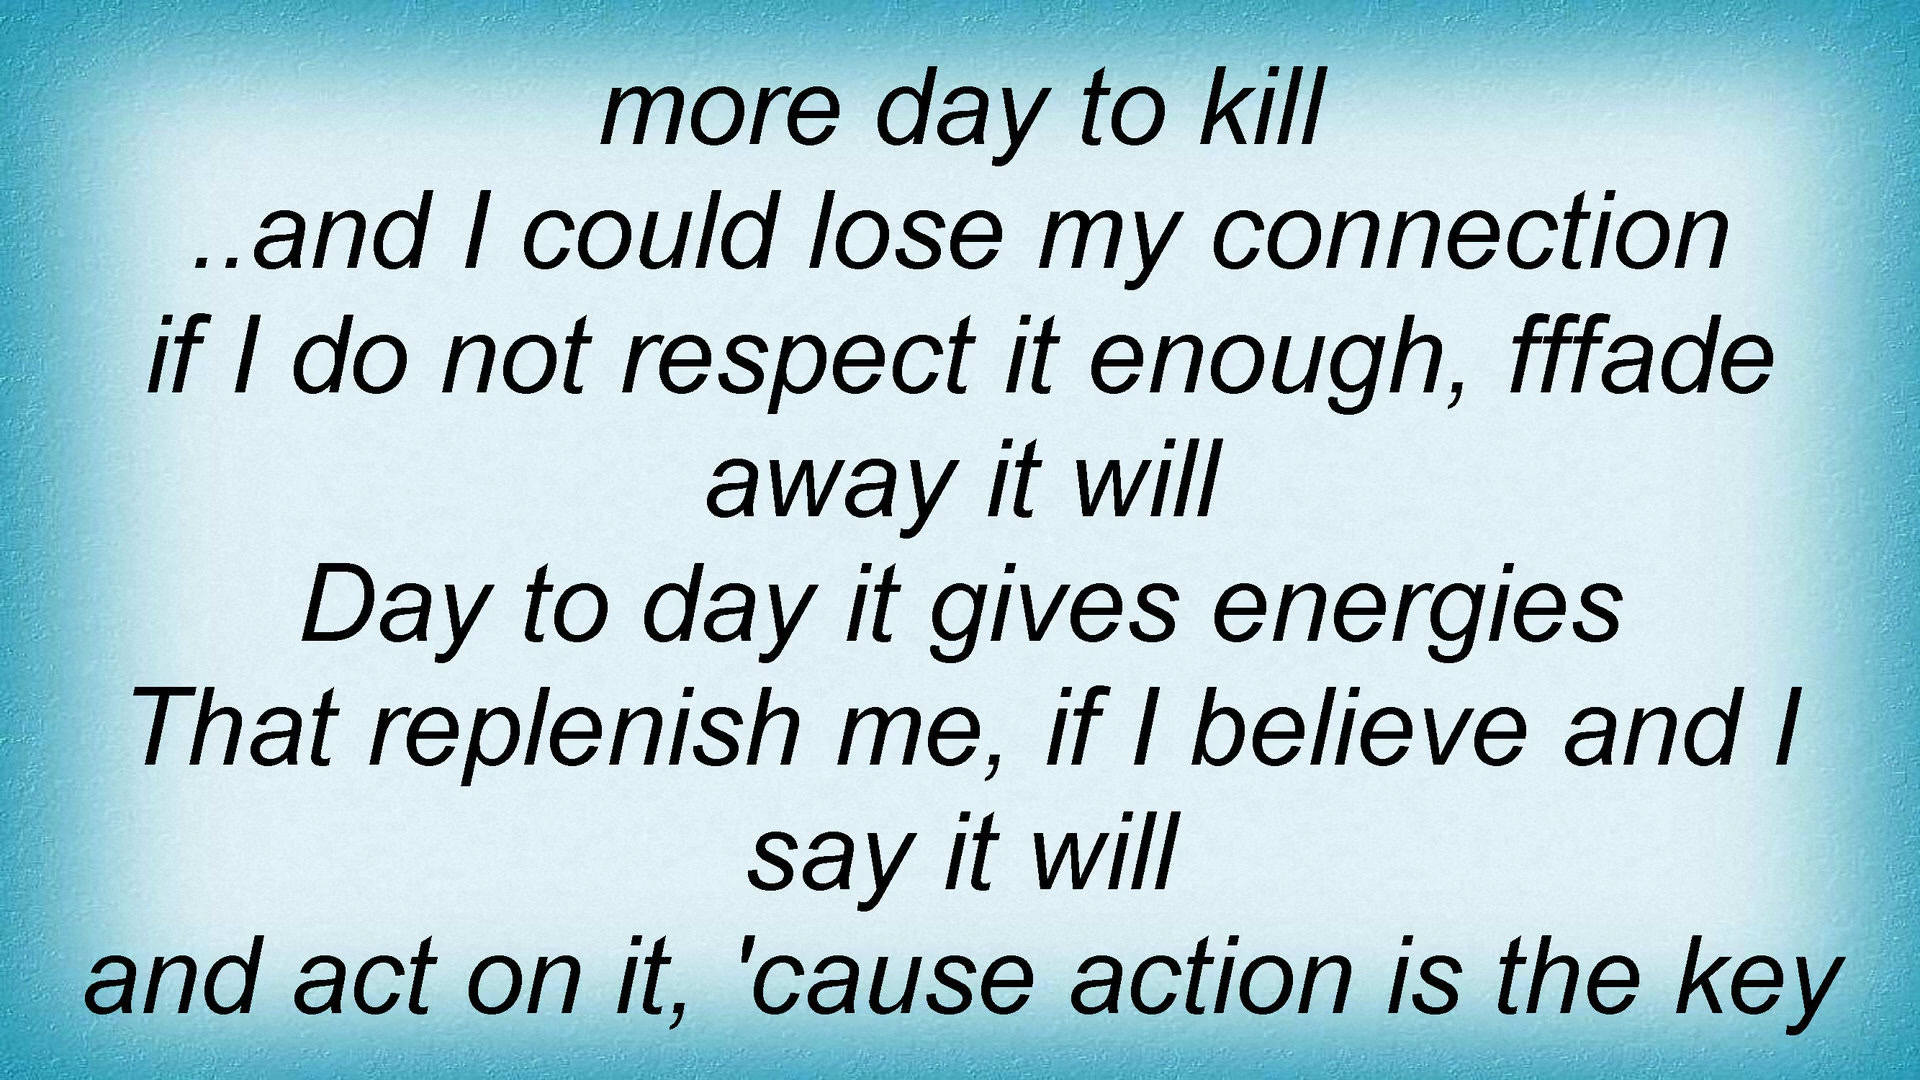 more day to kill
..and I could lose my connection
if I do not respect it enough, fffade
away it will
Day to day it gives energies
That replenish me, if I believe and I
say it will
and act on it, 'cause action is the key